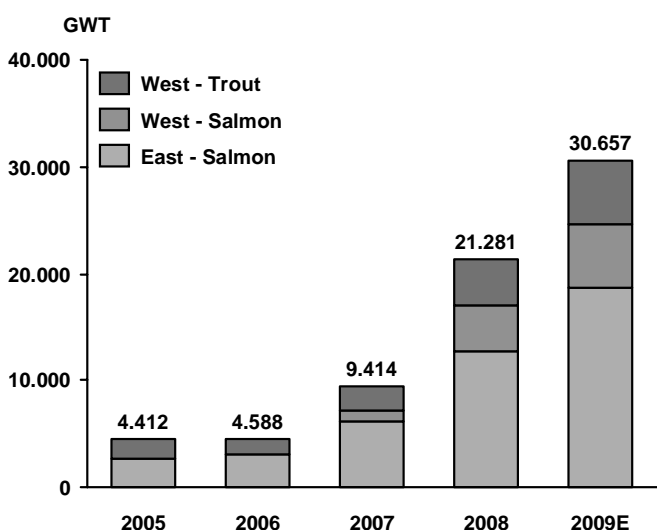 GWT
40.000
West - Trout
West - Salmon
East - Salmon
30.000
30.657
21.281
20.000
9.414
10.000
4.412
4.588
0
2005
2006
2007
2008
2009E